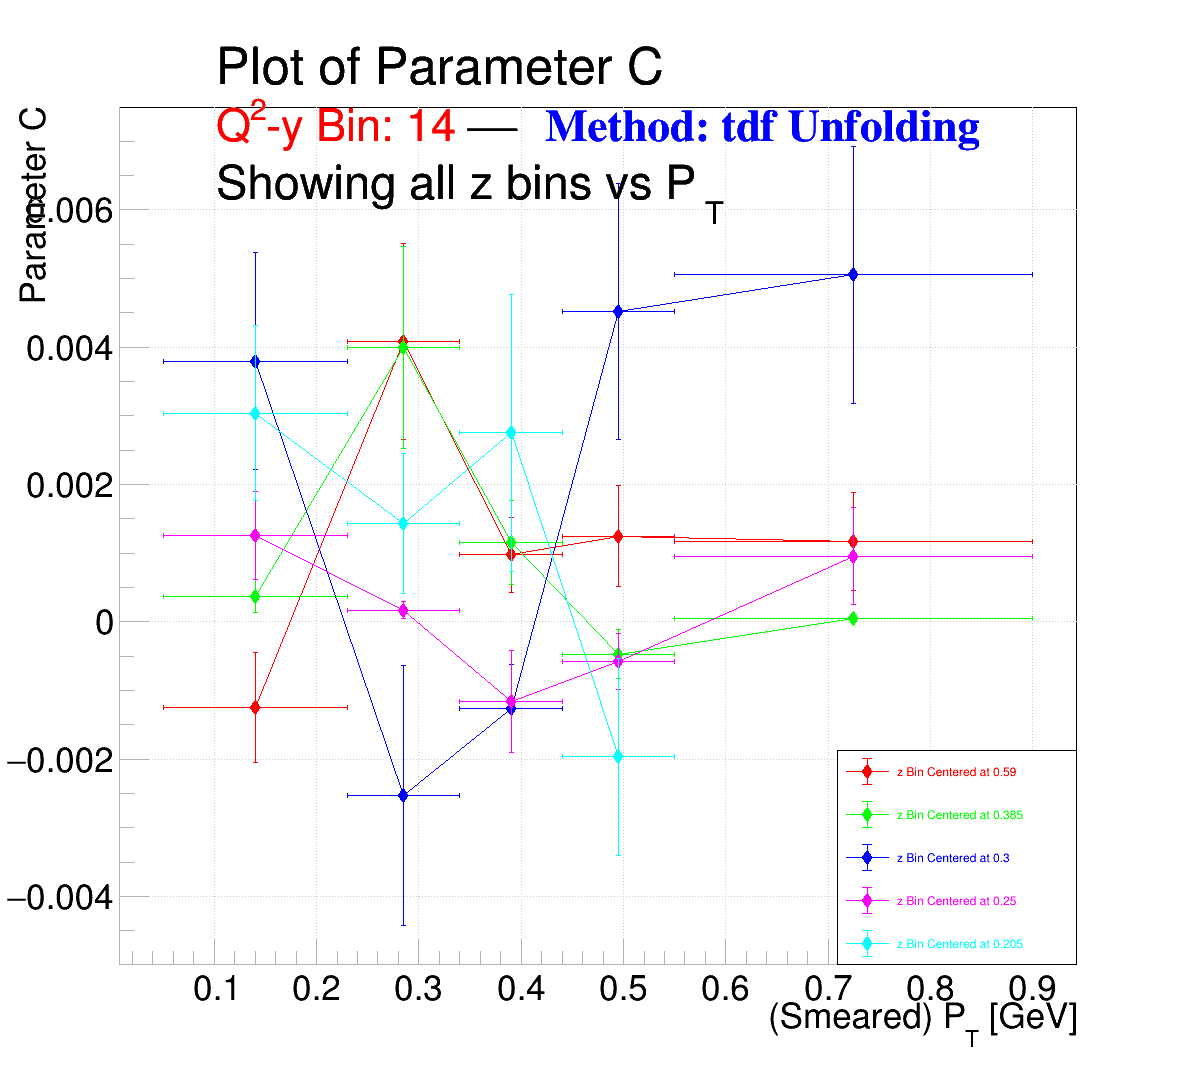 Plot of Parameter C
Q²-y Bin: 14 — Method: tdf Unfolding
Showing all z bins vs P_T
Parameter C
0.006
0.004
0.002
0
−0.002
−0.004
z Bin Centered at 0.59
z Bin Centered at 0.385
z Bin Centered at 0.3
z Bin Centered at 0.25
z Bin Centered at 0.205
0.1 0.2 0.3 0.4 0.5 0.6 0.7 0.8 0.9
(Smeared) P_T [GeV]